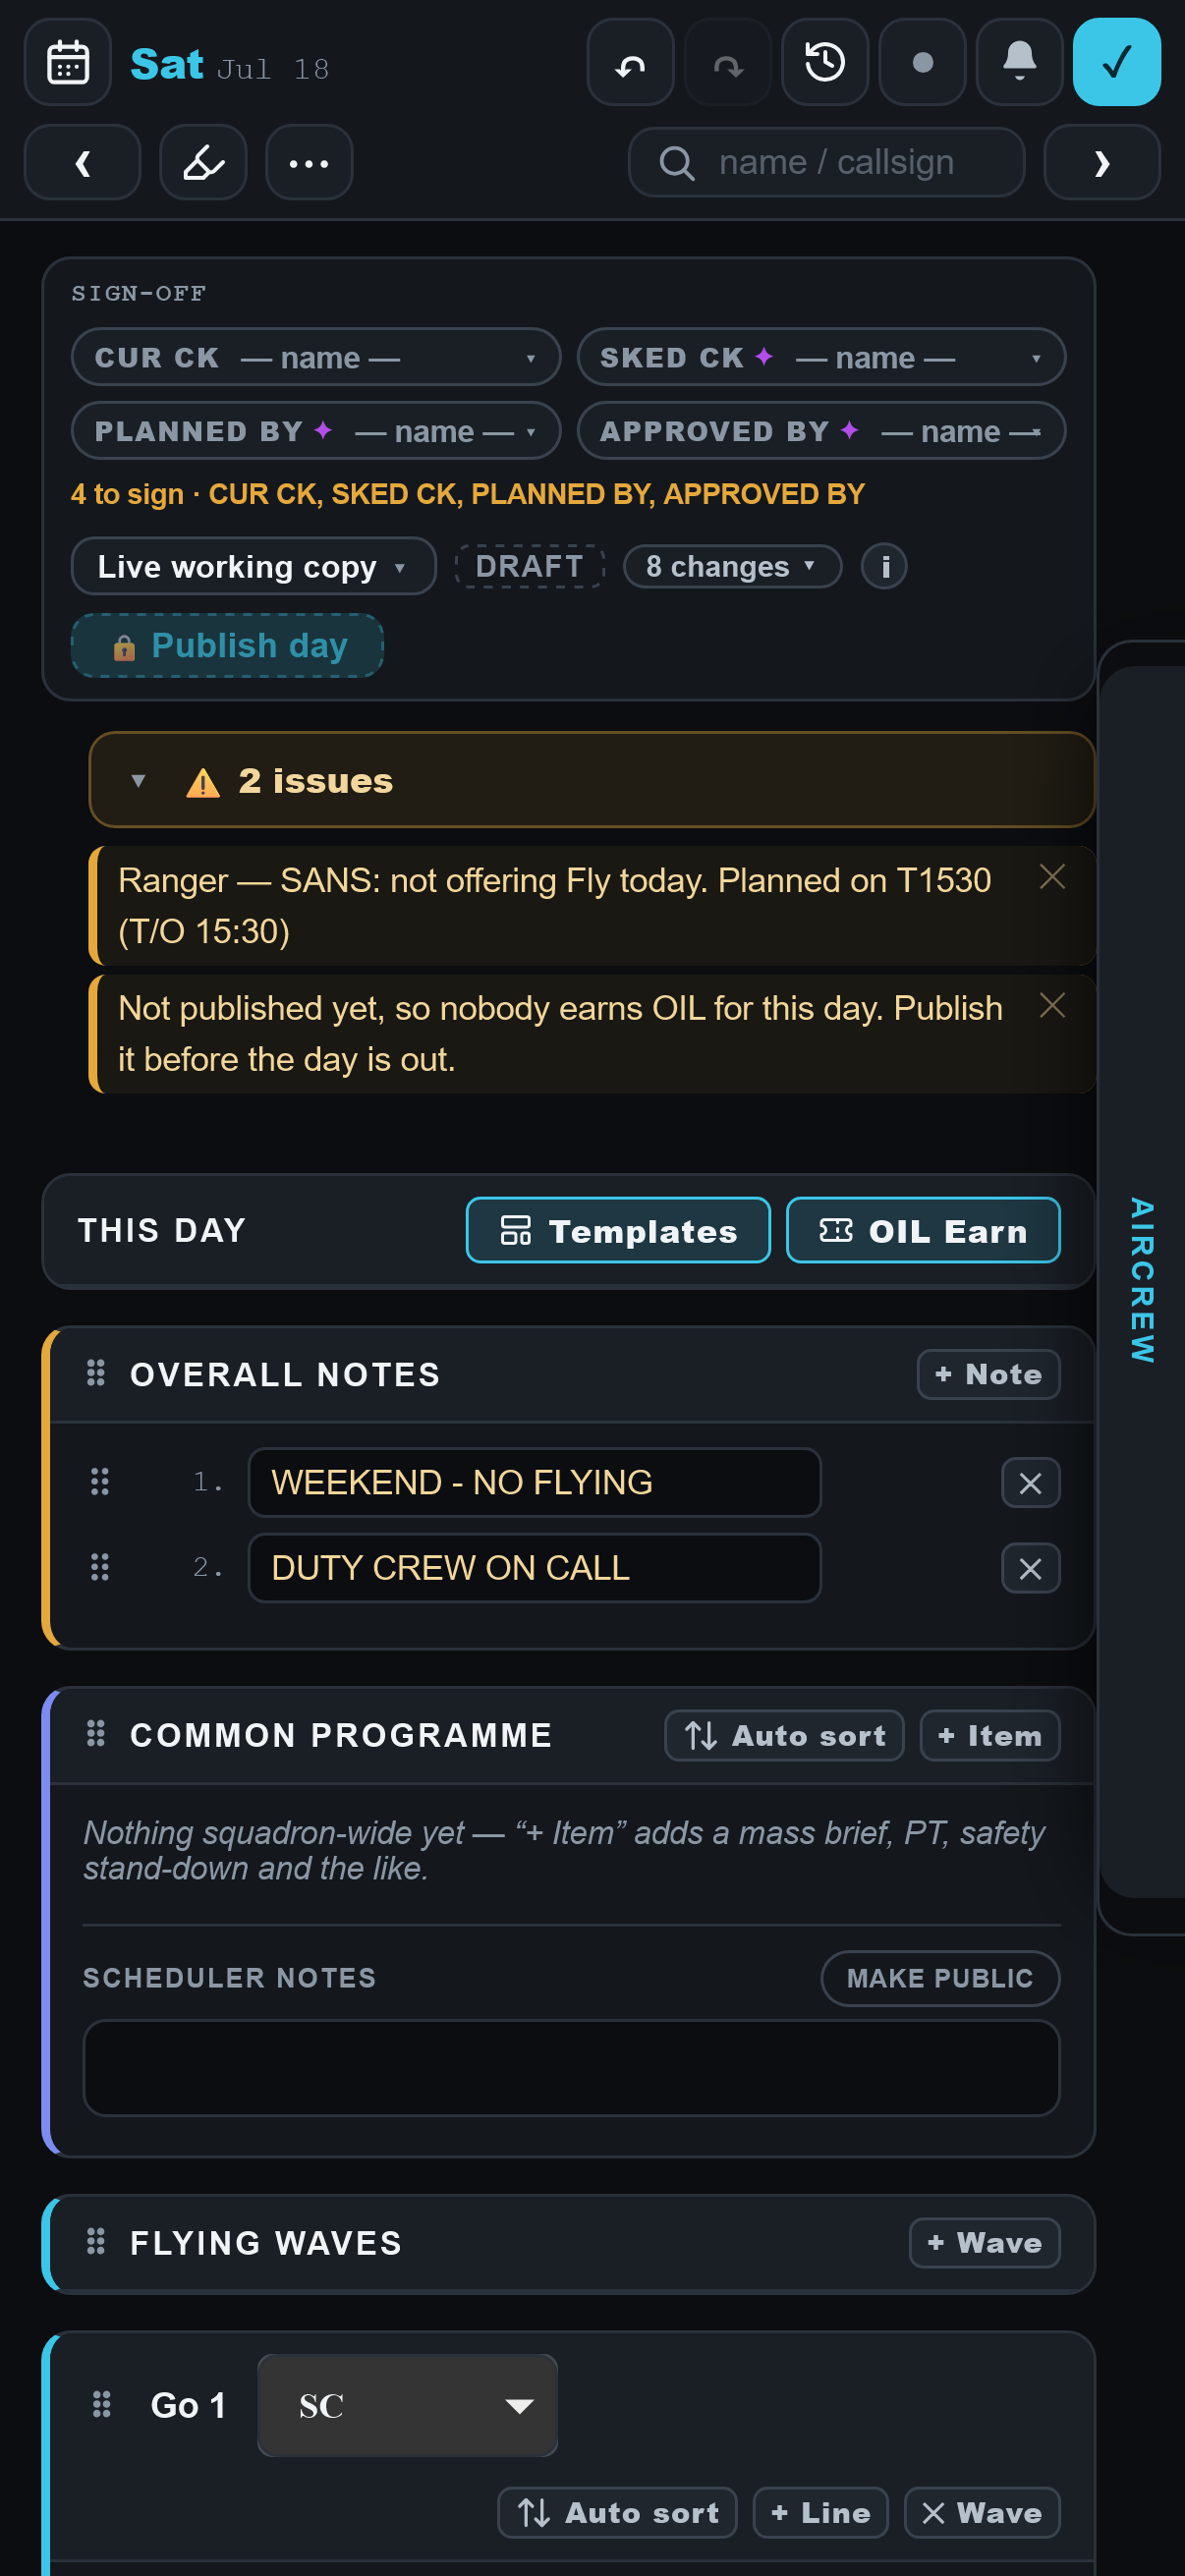 Sat Jul 18
name / callsign
SIGN-OFF
CUR CK — name —
SKED CK ✦ — name —
PLANNED BY ✦ — name —
APPROVED BY ✦ — name —
4 to sign · CUR CK, SKED CK, PLANNED BY, APPROVED BY
Live working copy
DRAFT
8 changes
i
Publish day
2 issues
Ranger — SANS: not offering Fly today. Planned on T1530
(T/O 15:30)
Not published yet, so nobody earns OIL for this day. Publish
it before the day is out.
THIS DAY
Templates
OIL Earn
AIRCREW
OVERALL NOTES
+ Note
1. WEEKEND - NO FLYING
2. DUTY CREW ON CALL
COMMON PROGRAMME
Auto sort
+ Item
Nothing squadron-wide yet — “+ Item” adds a mass brief, PT, safety
stand-down and the like.
SCHEDULER NOTES
MAKE PUBLIC
FLYING WAVES
+ Wave
Go 1
SC
Auto sort
+ Line
× Wave